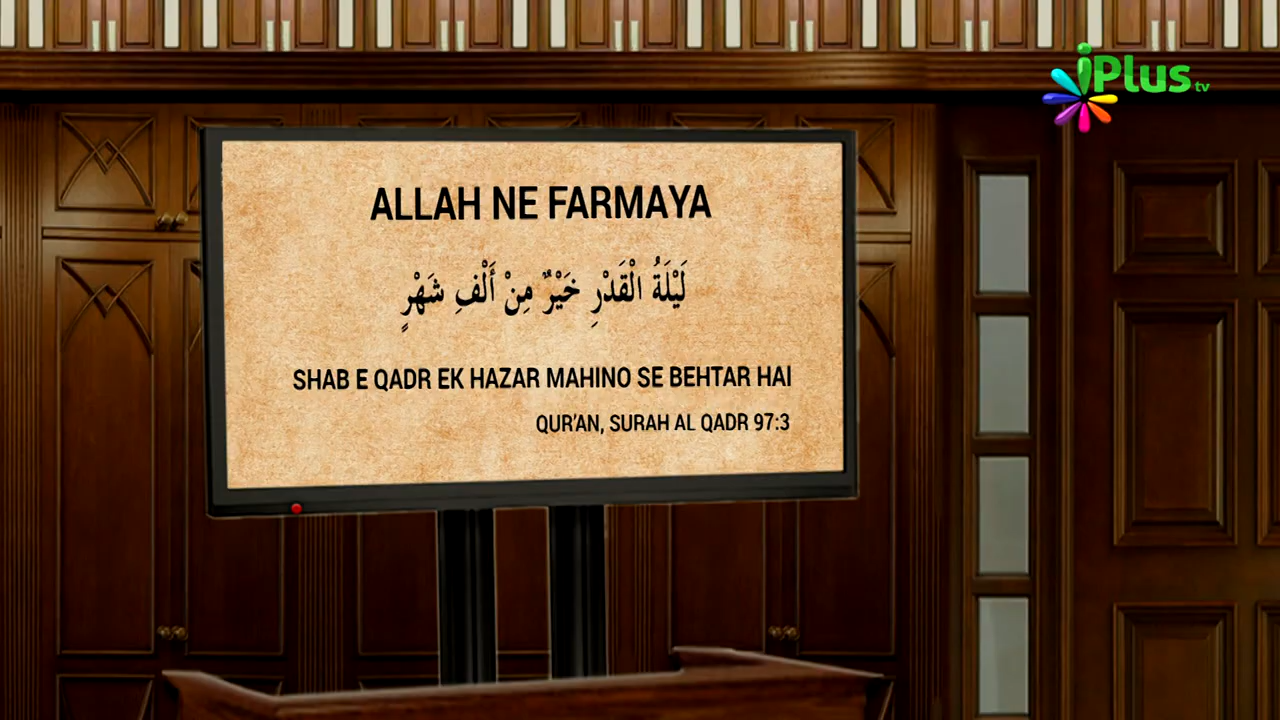 iPlus tv
ALLAH NE FARMAYA
لَيْلَةُ الْقَدْرِ خَيْرٌ مِنْ أَلْفِ شَهْرٍ
SHAB E QADR EK HAZAR MAHINO SE BEHTAR HAI
QUR'AN, SURAH AL QADR 97:3